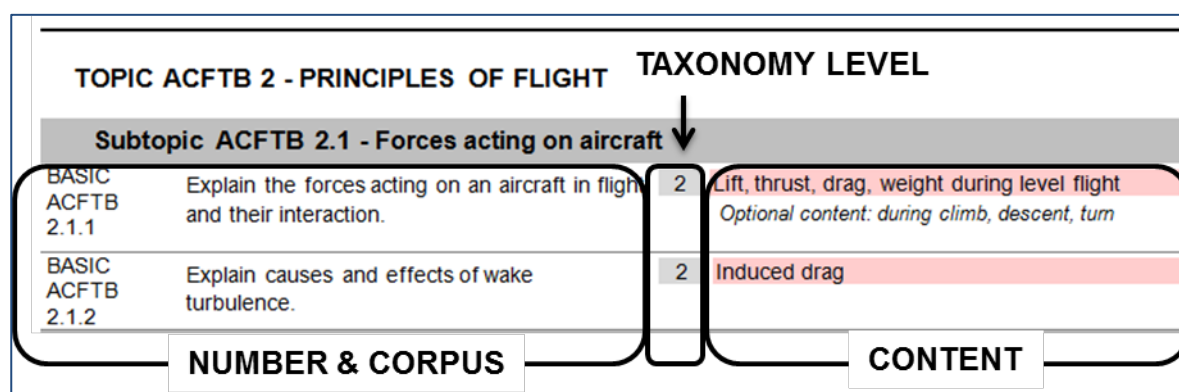 TOPIC ACFTB 2 - PRINCIPLES OF FLIGHT
TAXONOMY LEVEL
Subtopic ACFTB 2.1 - Forces acting on aircraft
BASIC
ACFTB
2.1.1
Explain the forces acting on an aircraft in flight
and their interaction.
2
Lift, thrust, drag, weight during level flight
Optional content: during climb, descent, turn
BASIC
ACFTB
2.1.2
Explain causes and effects of wake
turbulence.
2
Induced drag
NUMBER & CORPUS
CONTENT